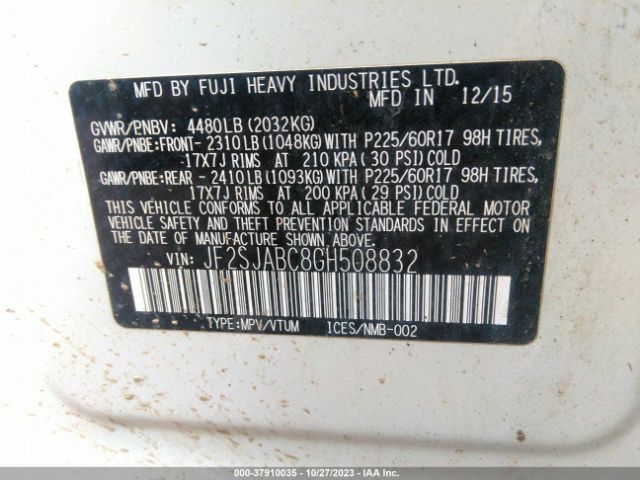 MFD BY FUJI HEAVY INDUSTRIES LTD.
MFD IN 12/15
GVWR/PNBV: 4480LB (2032KG)
GAWR/PNBE:FRONT- 2310LB (1048KG) WITH P225/60R17 98H TIRES,
17X7J RIMS AT 210 KPA (30 PSI) COLD
GAWR/PNBE:REAR - 2410LB (1093KG) WITH P225/60R17 98H TIRES,
17X7J RIMS AT 200 KPA (29 PSI) COLD
THIS VEHICLE CONFORMS TO ALL APPLICABLE FEDERAL MOTOR
VEHICLE SAFETY AND THEFT PREVENTION STANDARDS IN EFFECT
ON THE DATE OF MANUFACTURE SHOWN ABOVE.
VIN: JF2SJABC8GH508832
TYPE:MPV/VTUM ICES/NMB-002
000-37910035 - 10/27/2023 - IAA Inc.